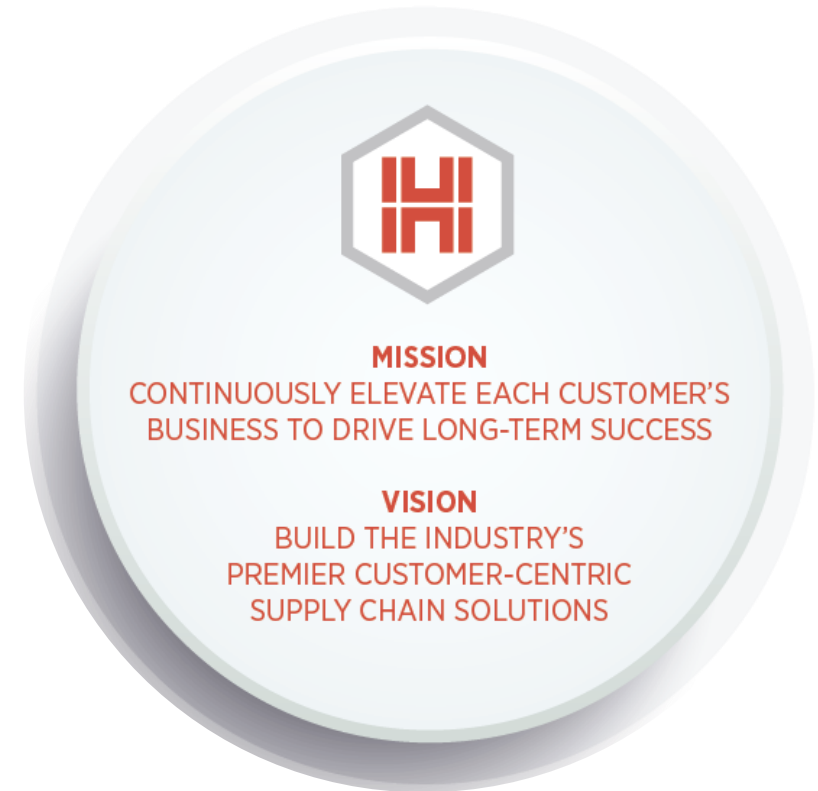 H
MISSION
CONTINUOUSLY ELEVATE EACH CUSTOMER'S
BUSINESS TO DRIVE LONG-TERM SUCCESS
VISION
BUILD THE INDUSTRY'S
PREMIER CUSTOMER-CENTRIC
SUPPLY CHAIN SOLUTIONS